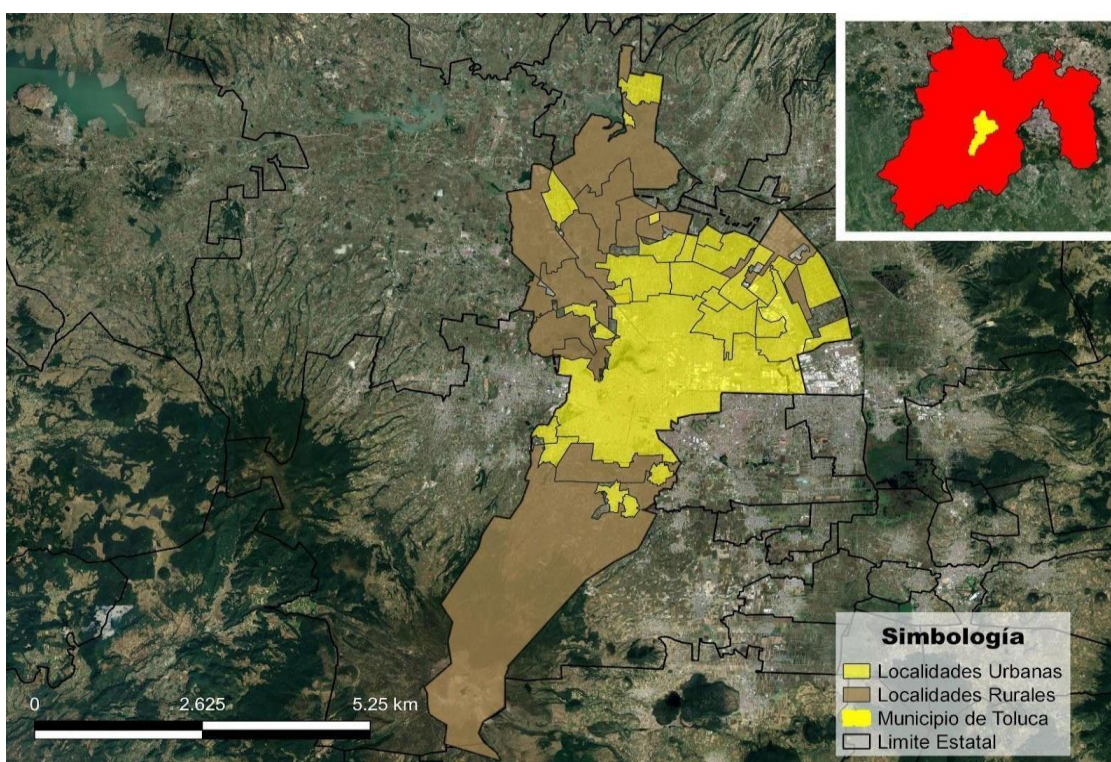 Simbología
Localidades Urbanas
Localidades Rurales
Municipio de Toluca
Limite Estatal
0 2.625 5.25 km